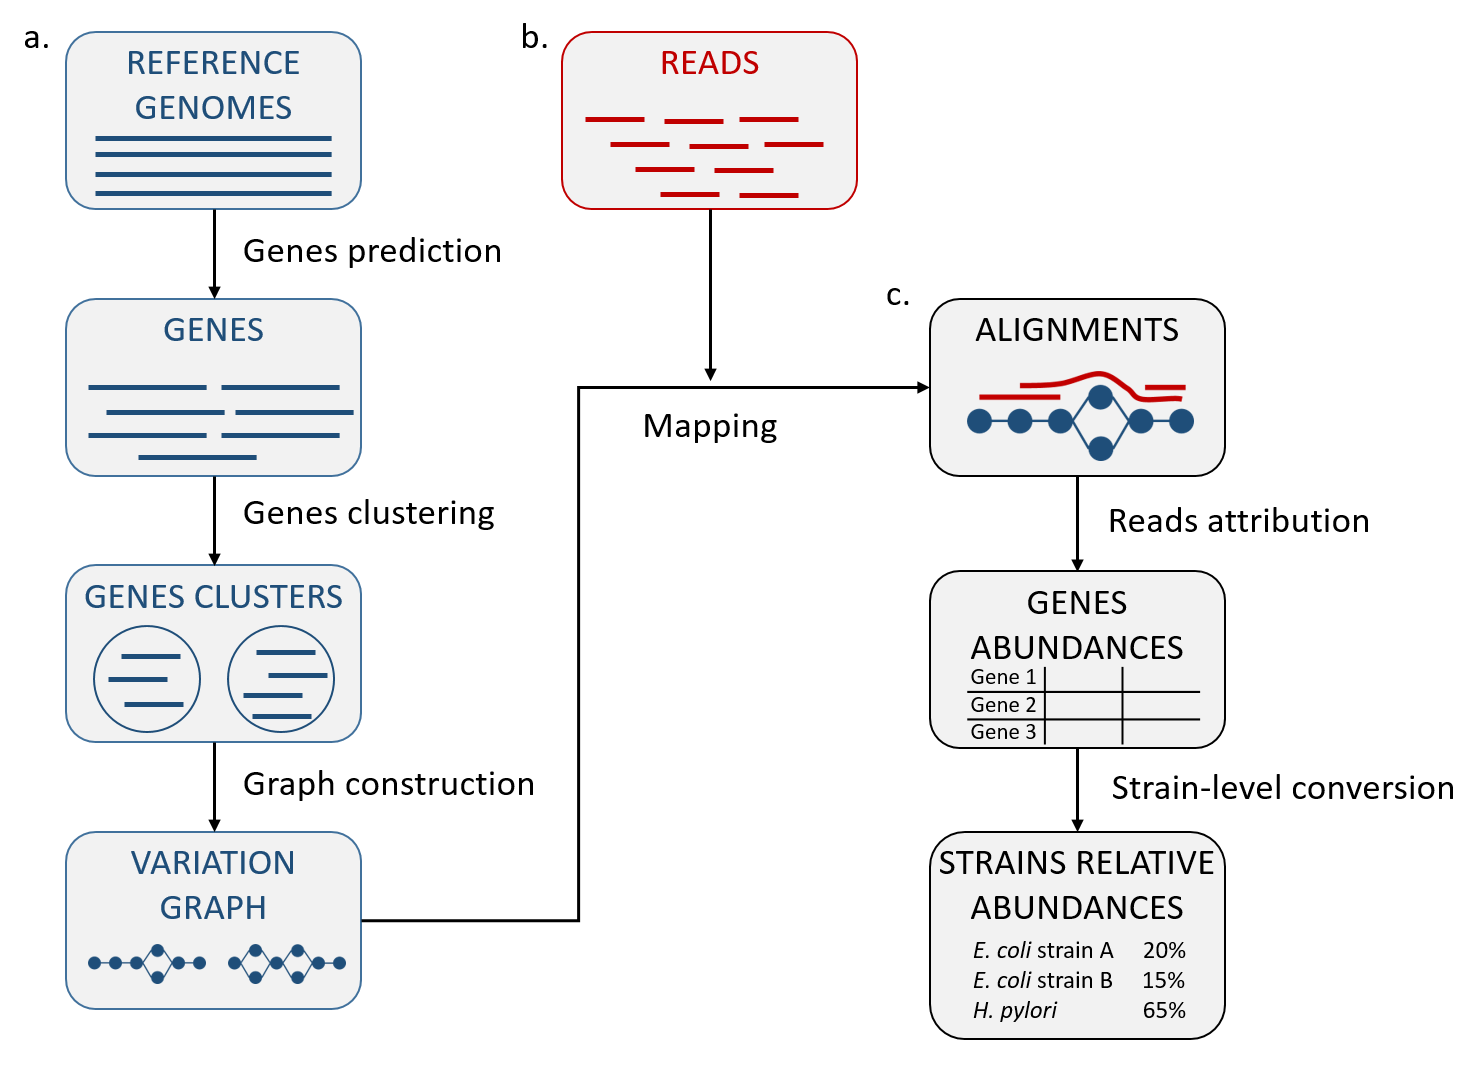 a.
REFERENCE
GENOMES
Genes prediction
GENES
Genes clustering
GENES CLUSTERS
Graph construction
VARIATION
GRAPH
b.
READS
Mapping
c.
ALIGNMENTS
Reads attribution
GENES
ABUNDANCES
Gene 1
Gene 2
Gene 3
Strain-level conversion
STRAINS RELATIVE
ABUNDANCES
E. coli strain A 20%
E. coli strain B 15%
H. pylori 65%